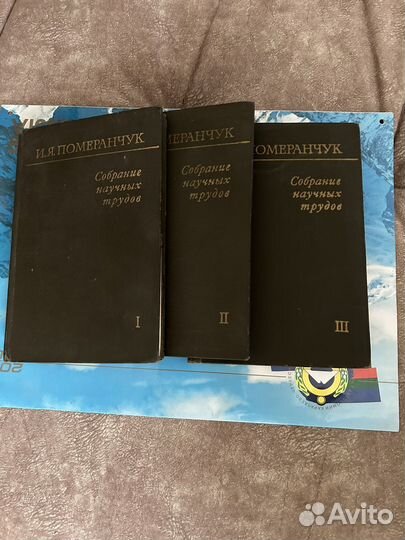 И.Я.ПОМЕРАНЧУК
Собрание
научных
трудов
I
ПОМЕРАНЧУК
Собрание
научных
трудов
II
ПОМЕРАНЧУК
Собрание
научных
трудов
III
Avito